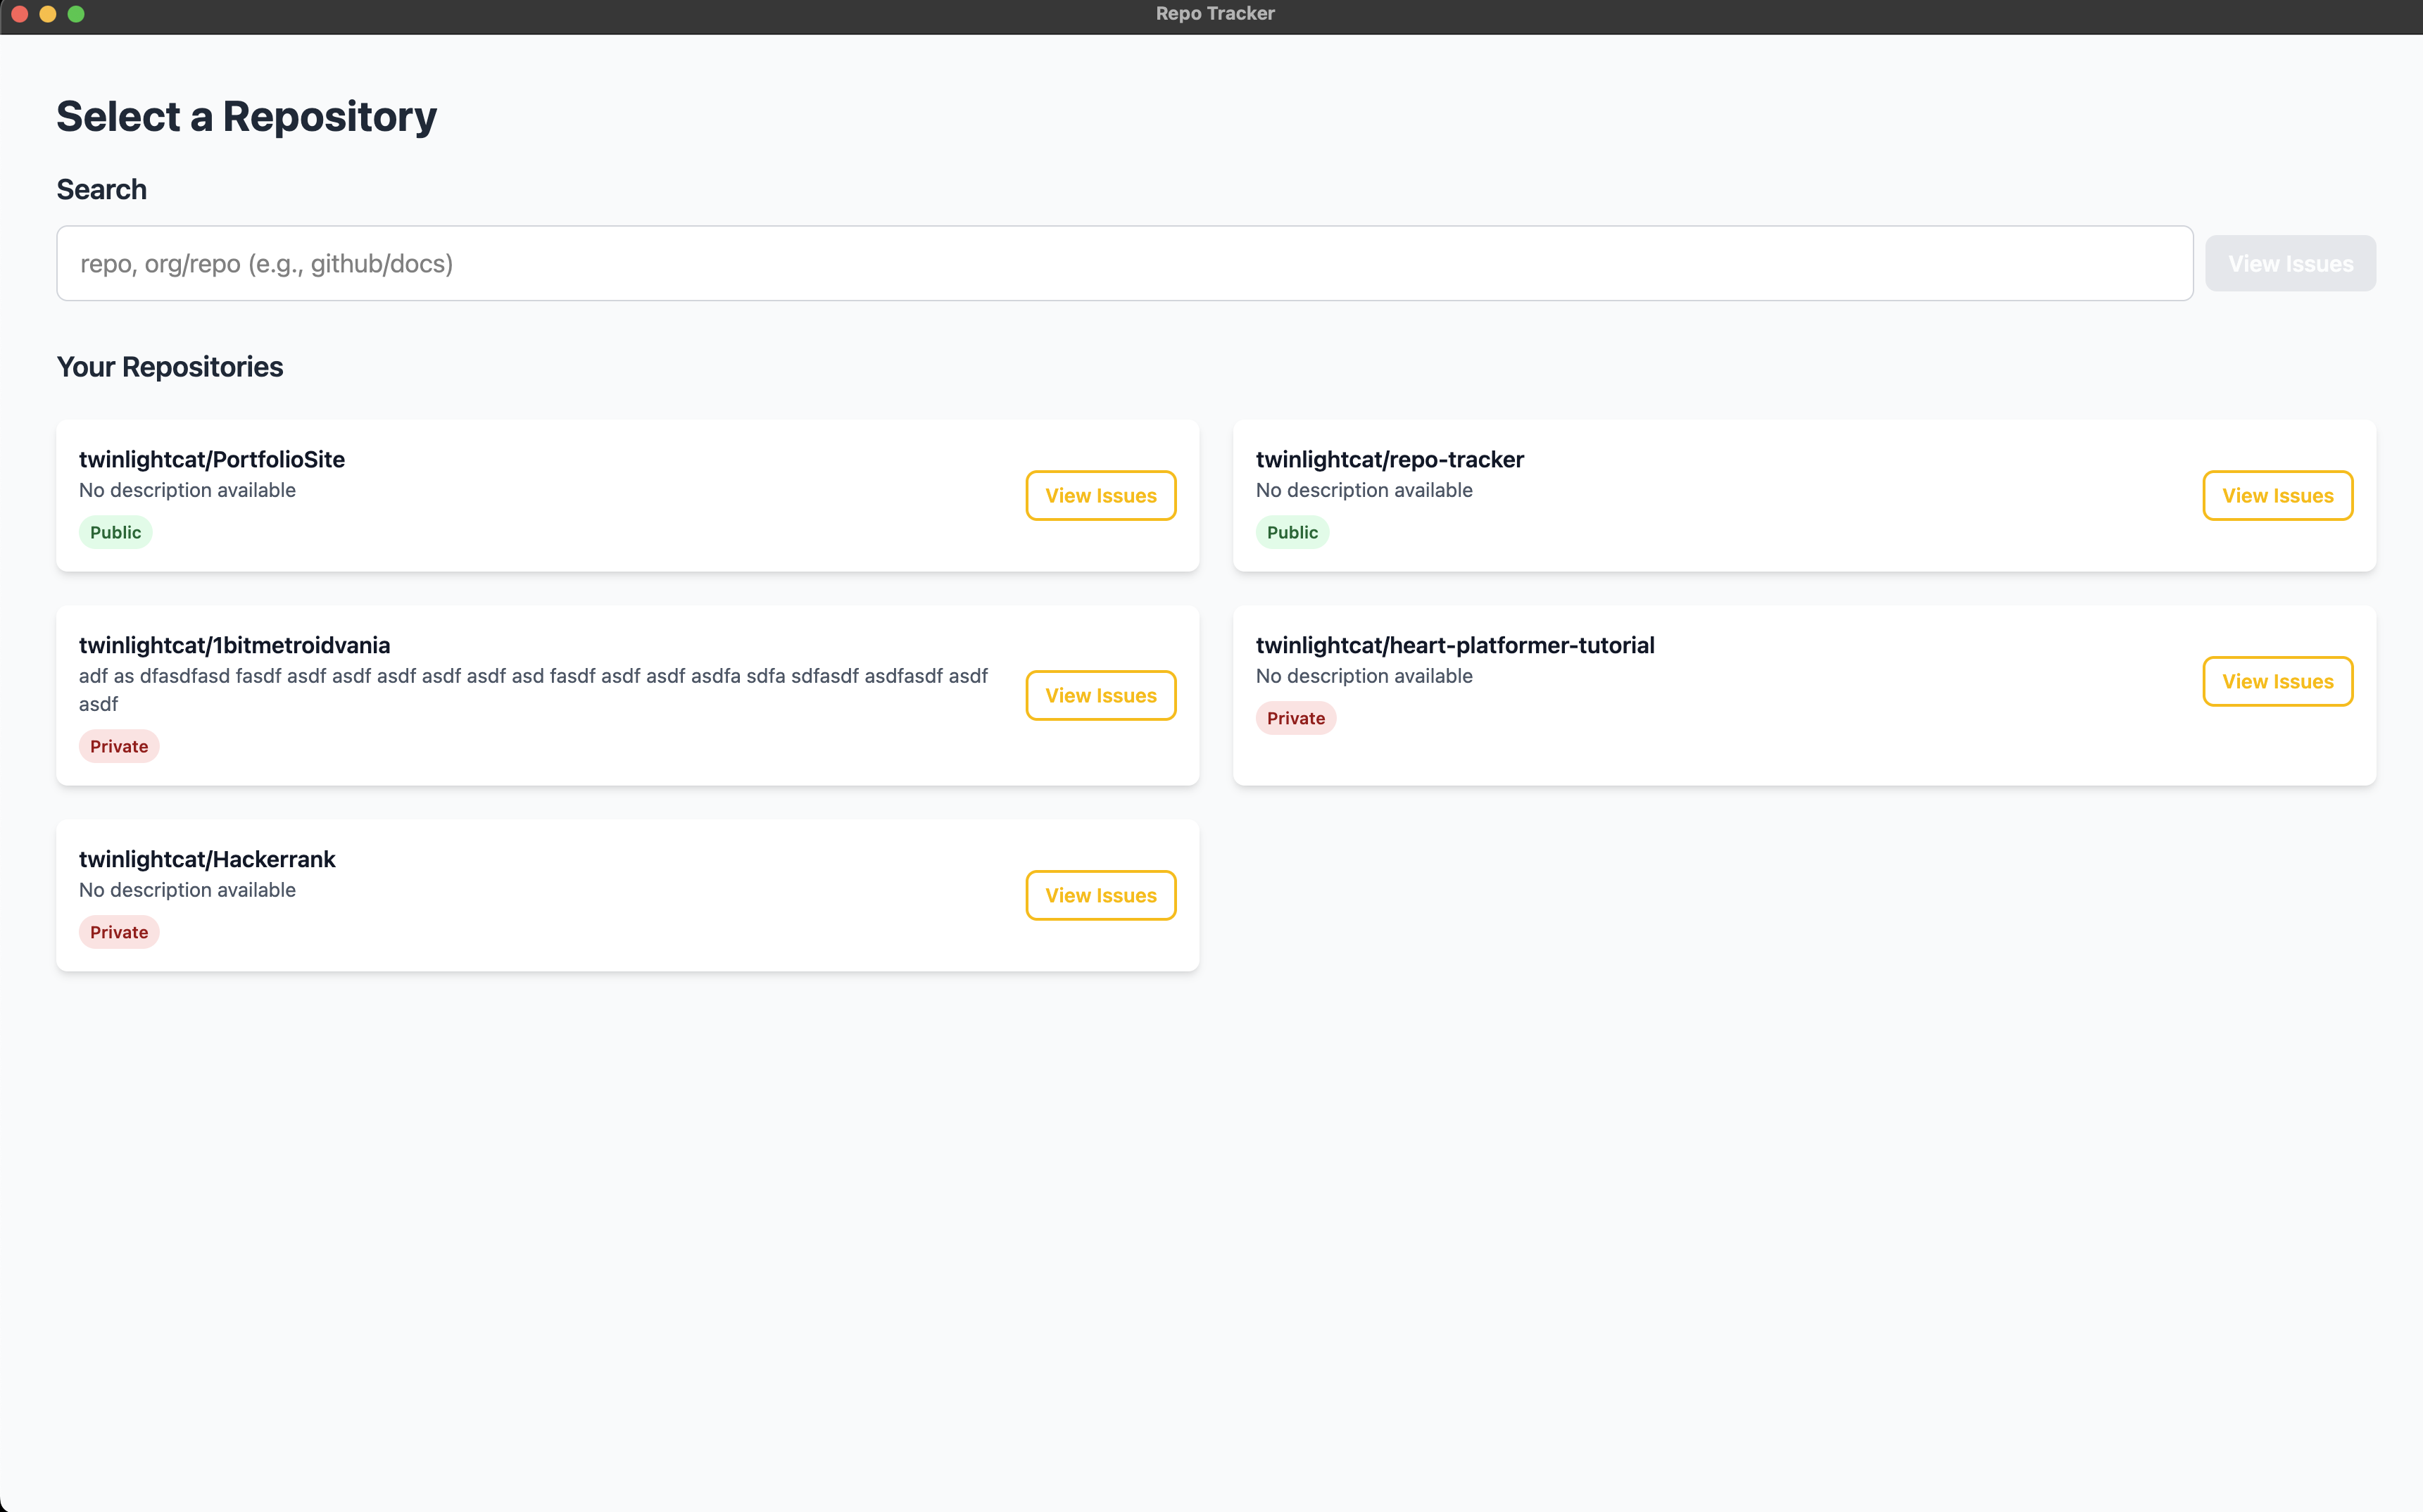 Repo Tracker
Select a Repository
Search
repo, org/repo (e.g., github/docs)
View Issues
Your Repositories
twinlightcat/PortfolioSite
No description available
Public
View Issues
twinlightcat/repo-tracker
No description available
Public
View Issues
twinlightcat/1bitmetroidvania
adf as dfasdfasd fasdf asdf asdf asdf asdf asdf asd fasdf asdf asdf asdfa sdfa sdfasdf asdfasdf asdf
asdf
Private
View Issues
twinlightcat/heart-platformer-tutorial
No description available
Private
View Issues
twinlightcat/Hackerrank
No description available
Private
View Issues